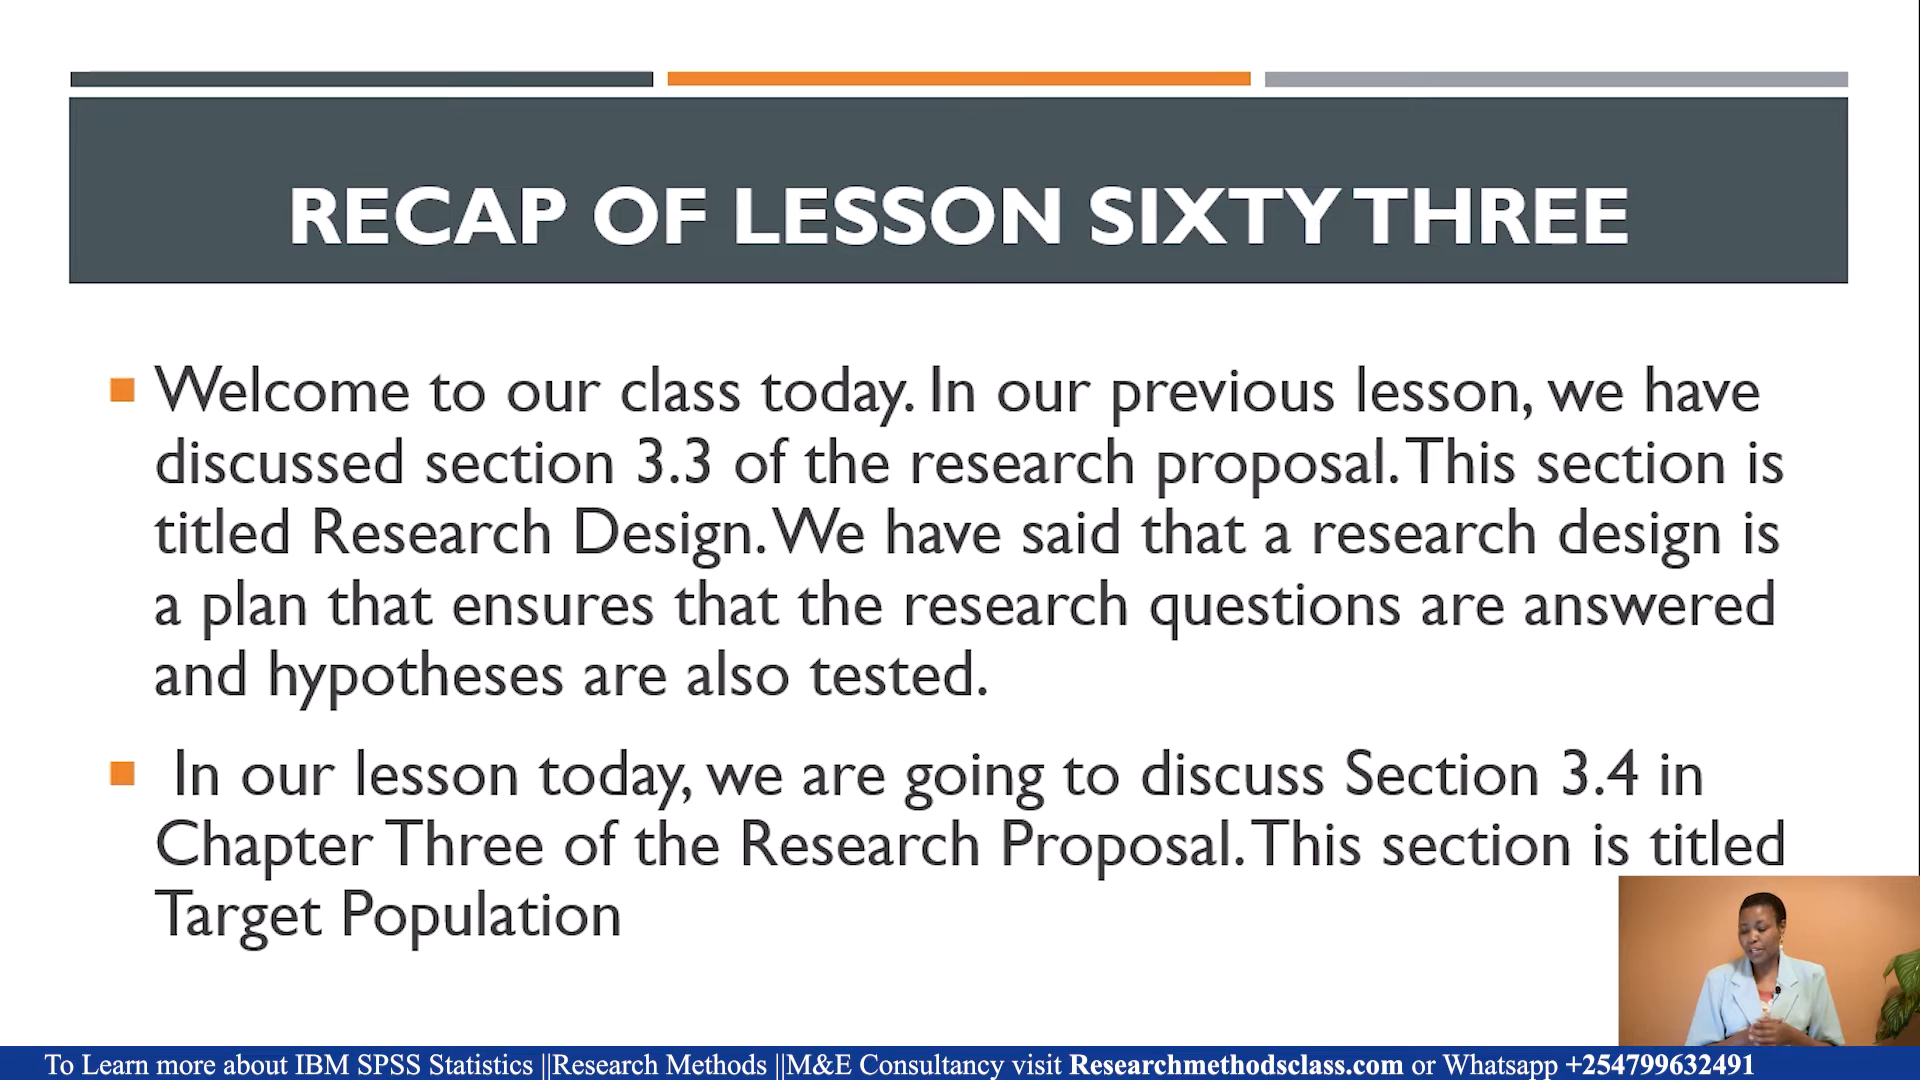 RECAP OF LESSON SIXTY THREE
Welcome to our class today. In our previous lesson, we have
discussed section 3.3 of the research proposal. This section is
titled Research Design. We have said that a research design is
a plan that ensures that the research questions are answered
and hypotheses are also tested.
In our lesson today, we are going to discuss Section 3.4 in
Chapter Three of the Research Proposal. This section is titled
Target Population
To Learn more about IBM SPSS Statistics ||Research Methods ||M&E Consultancy visit Researchmethodsclass.com or Whatsapp +254799632491